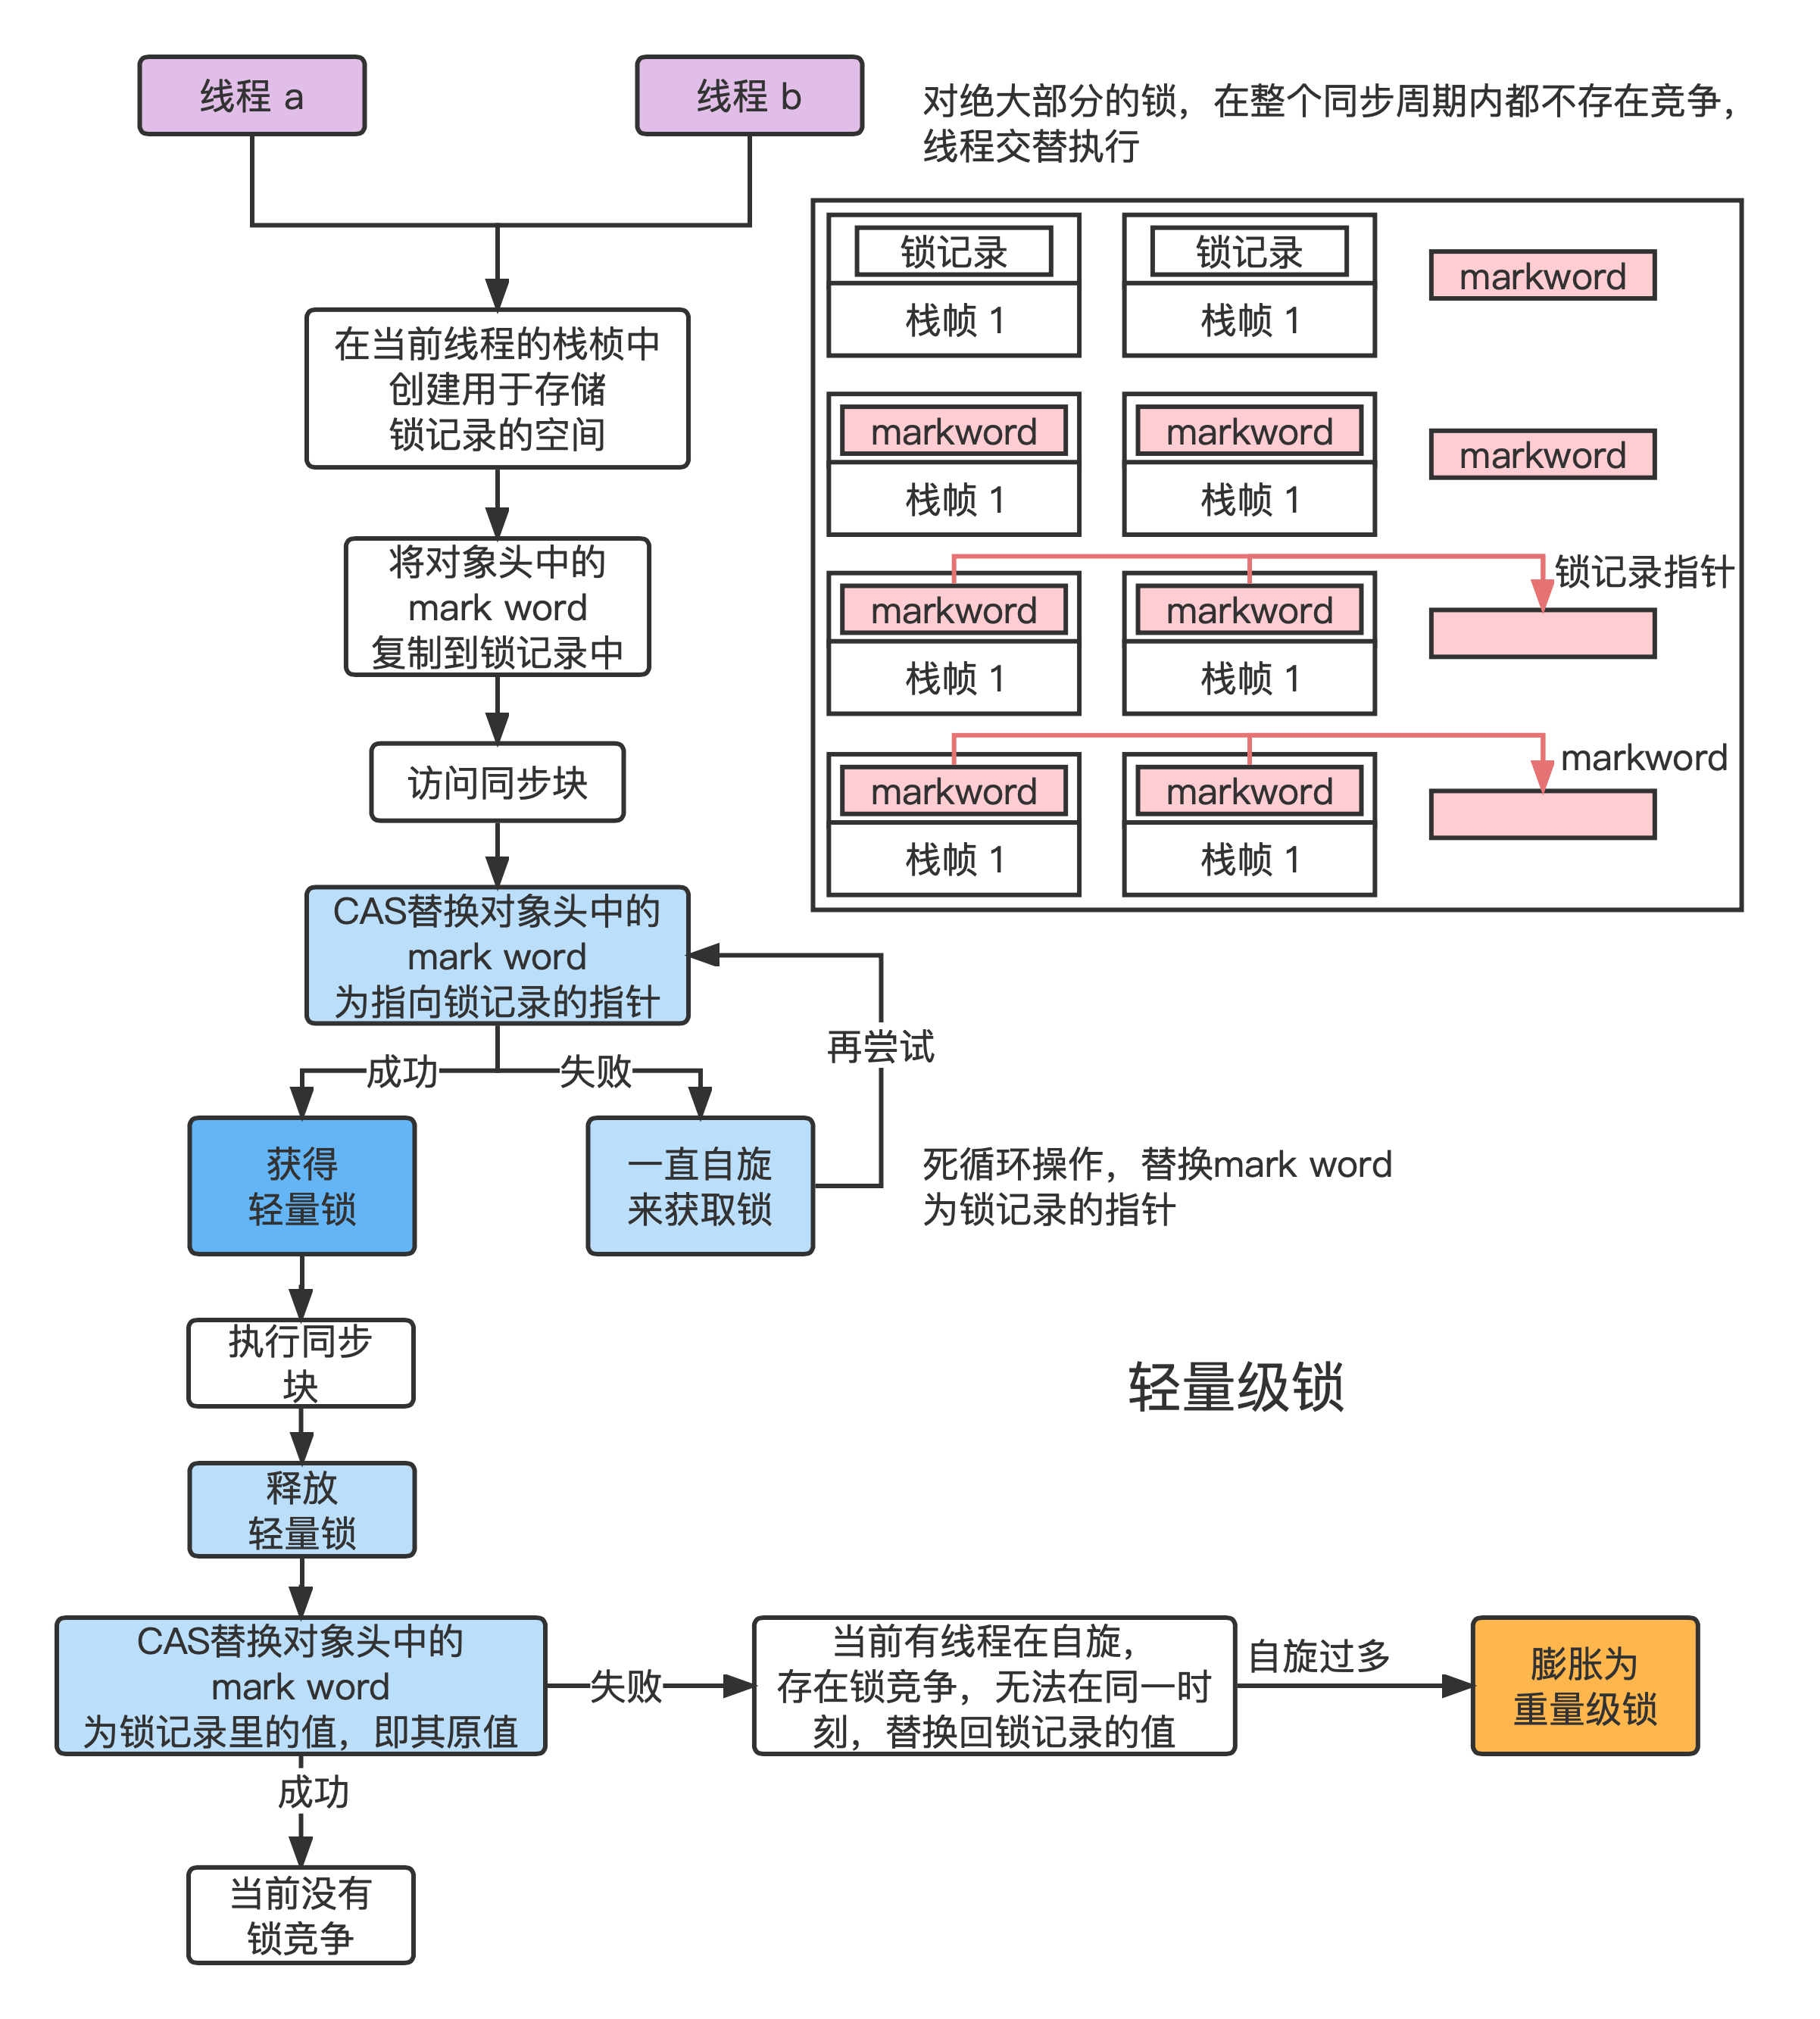 线程 a
线程 b
对绝大部分的锁，在整个同步周期内都不存在竞争，
线程交替执行
锁记录
锁记录
markword
栈帧 1
栈帧 1
在当前线程的栈桢中
创建用于存储
锁记录的空间
markword
markword
markword
栈帧 1
栈帧 1
将对象头中的
mark word
复制到锁记录中
锁记录指针
markword
markword
栈帧 1
栈帧 1
访问同步块
markword
markword
markword
栈帧 1
栈帧 1
CAS替换对象头中的
mark word
为指向锁记录的指针
再尝试
成功
失败
获得
轻量锁
一直自旋
来获取锁
死循环操作，替换mark word
为锁记录的指针
执行同步
块
轻量级锁
释放
轻量锁
CAS替换对象头中的
mark word
为锁记录里的值，即其原值
失败
当前有线程在自旋，
存在锁竞争，无法在同一时
刻，替换回锁记录的值
自旋过多
膨胀为
重量级锁
成功
当前没有
锁竞争